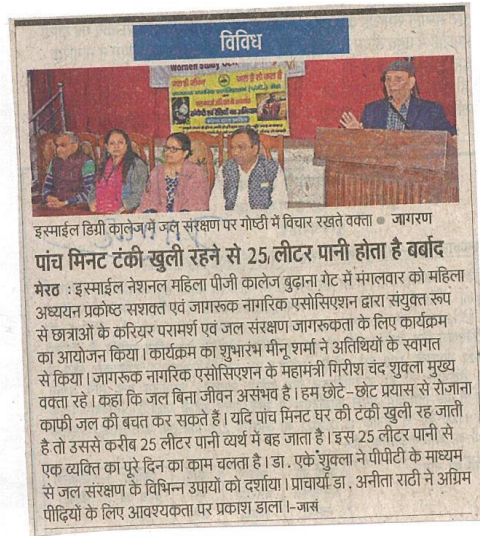 विविध
Women Study Cell
इस्माईल डिग्री कालेज में जल संरक्षण पर गोष्ठी में विचार रखते वक्ता ● जागरण
पांच मिनट टंकी खुली रहने से 25 लीटर पानी होता है बर्बाद
मेरठ : इस्माईल नेशनल महिला पीजी कालेज बुढ़ाना गेट में मंगलवार को महिला
अध्ययन प्रकोष्ठ सशक्त एवं जागरूक नागरिक एसोसिएशन द्वारा संयुक्त रूप
से छात्राओं के करियर परामर्श एवं जल संरक्षण जागरूकता के लिए कार्यक्रम
का आयोजन किया। कार्यक्रम का शुभारंभ मीनू शर्मा ने अतिथियों के स्वागत
से किया। जागरूक नागरिक एसोसिएशन के महामंत्री गिरीश चंद शुक्ला मुख्य
वक्ता रहे। कहा कि जल बिना जीवन असंभव है। हम छोटे-छोट प्रयास से रोजाना
काफी जल की बचत कर सकते हैं। यदि पांच मिनट घर की टंकी खुली रह जाती
है तो उससे करीब 25 लीटर पानी व्यर्थ में बह जाता है। इस 25 लीटर पानी से
एक व्यक्ति का पूरे दिन का काम चलता है। डा. एके शुक्ला ने पीपीटी के माध्यम
से जल संरक्षण के विभिन्न उपायों को दर्शाया। प्राचार्या डा. अनीता राठी ने अग्रिम
पीढ़ियों के लिए आवश्यकता पर प्रकाश डाला।-जासं